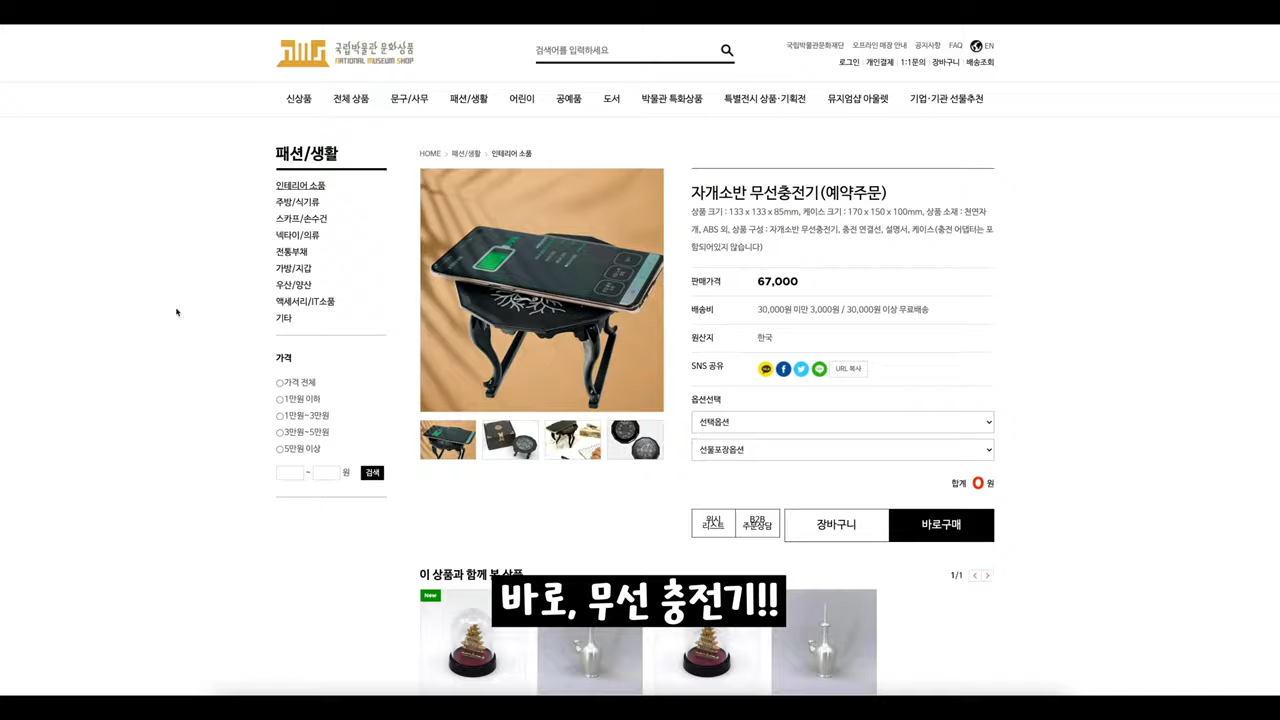 국립박물관 문화상품
NATIONAL MUSEUM SHOP
검색어를 입력하세요
국립박물관문화재단 오프라인 매장 안내 공지사항 FAQ EN
로그인 개인결제 1:1문의 장바구니 배송조회
신상품 전체 상품 문구/사무 패션/생활 어린이 공예품 도서 박물관 특화상품 특별전시 상품·기획전 뮤지엄샵 아울렛 기업·기관 선물추천
패션/생활
인테리어 소품
주방/식기류
스카프/손수건
넥타이/의류
전통부채
가방/지갑
우산/양산
액세서리/IT소품
기타
가격
가격 전체
1만원 이하
1만원~3만원
3만원~5만원
5만원 이상
~ 원 검색
HOME > 패션/생활 > 인테리어 소품
자개소반 무선충전기(예약주문)
상품 크기 : 133 x 133 x 85mm, 케이스 크기 : 170 x 150 x 100mm, 상품 소재 : 천연자
개, ABS 외, 상품 구성 : 자개소반 무선충전기, 충전 연결선, 설명서, 케이스(충전 어댑터는 포
함되어있지 않습니다)
판매가격 67,000
배송비 30,000원 미만 3,000원 / 30,000원 이상 무료배송
원산지 한국
SNS 공유 URL 복사
옵션선택
선택옵션
선물포장옵션
합계 0 원
위시
리스트
B2B
주문상담
장바구니
바로구매
이 상품과 함께 본 상품
1/1
New
바로, 무선 충전기!!